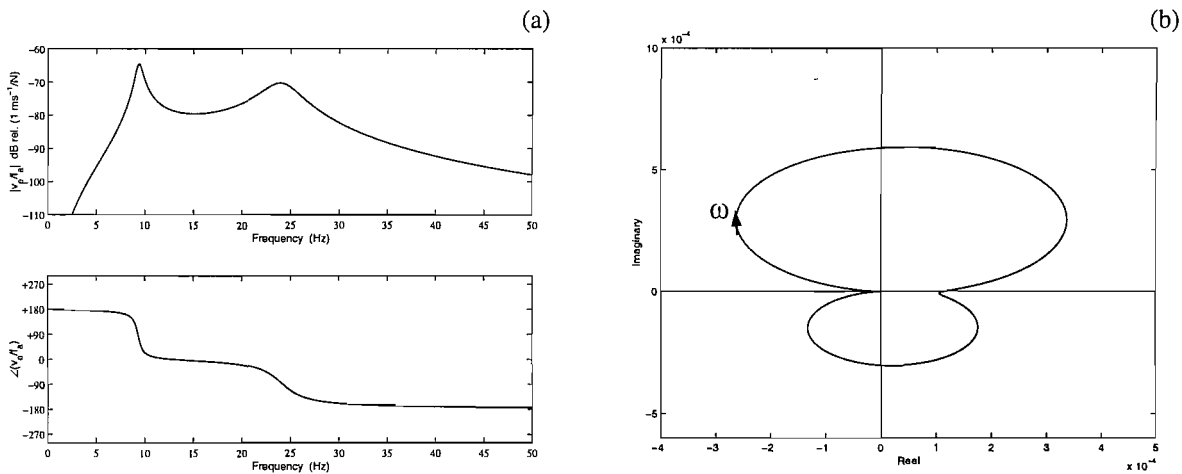 (a)
−60
−70
−80
−90
−100
−110
|v_p/f_a| dB rel. (1 ms⁻¹/N)
0 5 10 15 20 25 30 35 40 45 50
Frequency (Hz)
+270
+180
+90
0
−90
−180
−270
0 5 10 15 20 25 30 35 40 45 50
Frequency (Hz)
(b)
x 10⁻⁴
10
5
0
−5
Imaginary
ω
−4 −3 −2 −1 0 1 2 3 4 5
Real
x 10⁻⁴